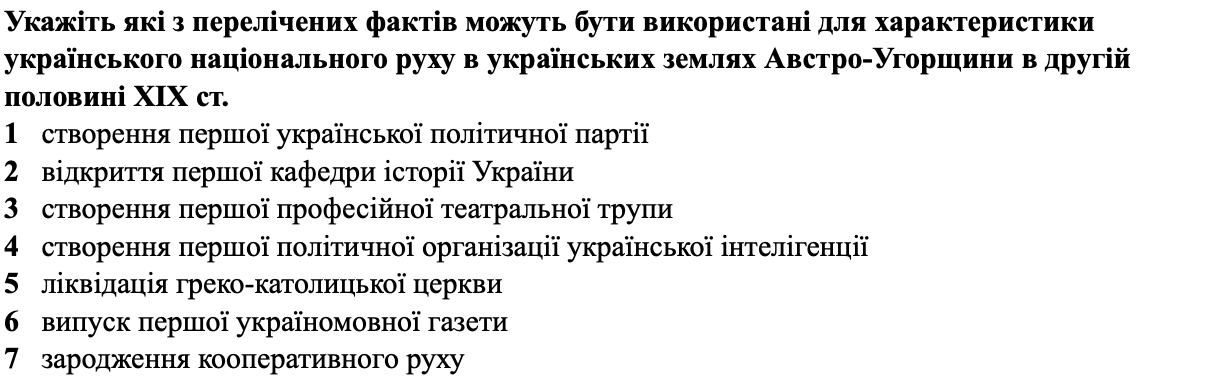 Укажіть які з перелічених фактів можуть бути використані для характеристики
українського національного руху в українських землях Австро-Угорщини в другій
половині ХІХ ст.
1 створення першої української політичної партії
2 відкриття першої кафедри історії України
3 створення першої професійної театральної трупи
4 створення першої політичної організації української інтелігенції
5 ліквідація греко-католицької церкви
6 випуск першої україномовної газети
7 зародження кооперативного руху